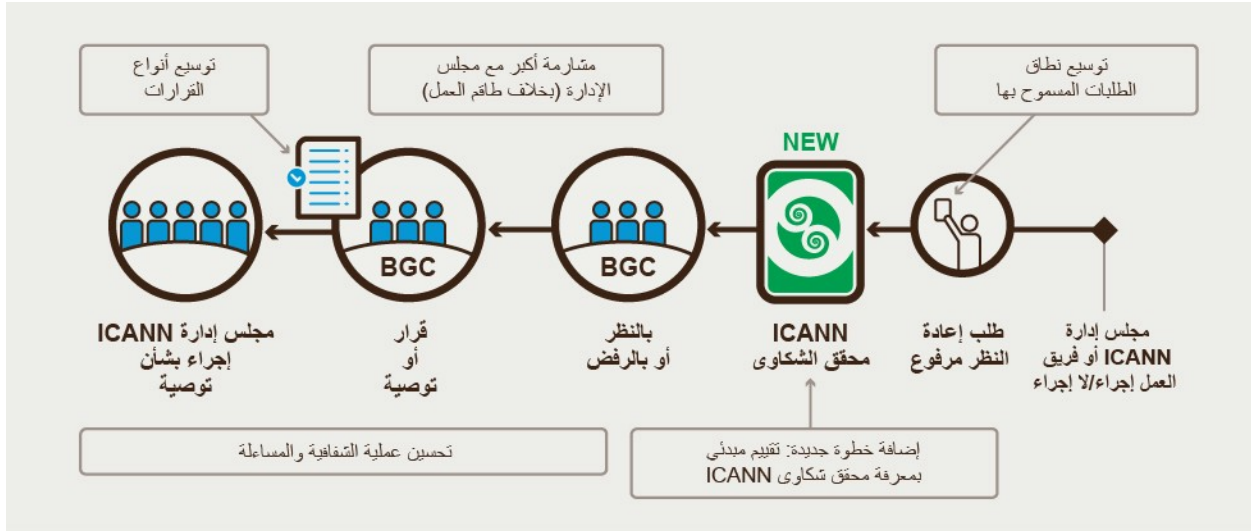 توسيع نطاق
الطلبات المسموح بها
مشارمة أكبر مع مجلس
الإدارة (بخلاف طاقم العمل)
توسيع أنواع
القرارات
NEW
BGC
BGC
مجلس إدارة
ICANN أو فريق
العمل إجراء/لا إجراء
طلب إعادة
النظر مرفوع
ICANN
محقق الشكاوى
بالنظر
أو بالرفض
قرار
أو
توصية
مجلس إدارة ICANN
إجراء بشأن
توصية
إضافة خطوة جديدة: تقييم مبدئي
بمعرفة محقق شكاوى ICANN
تحسين عملية الشفافية والمساءلة